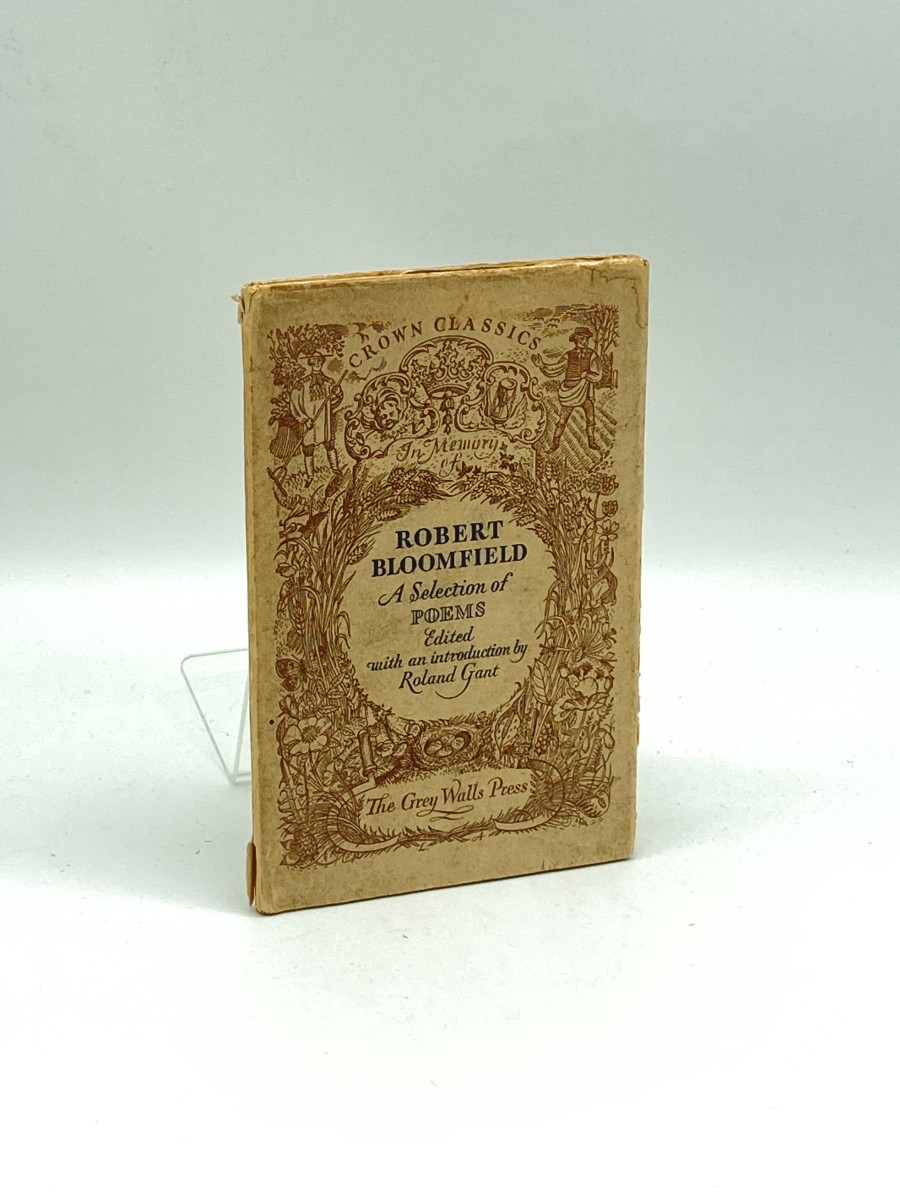 CROWN CLASSICS
In Memory
of
ROBERT
BLOOMFIELD
A Selection of
POEMS
Edited
with an introduction by
Roland Gant
The Grey Walls Press